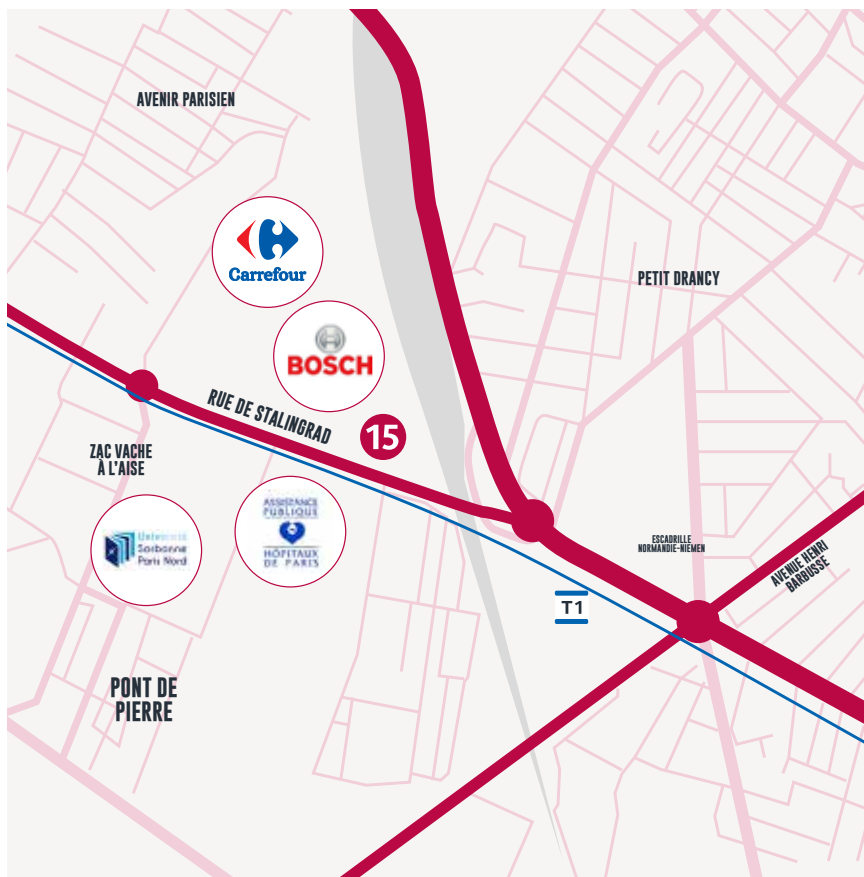 AVENIR PARISIEN
Carrefour
PETIT DRANCY
BOSCH
RUE DE STALINGRAD
15
ZAC VACHE
À L'AISE
ASSISTANCE
PUBLIQUE
HÔPITAUX
DE PARIS
Université
Sorbonne
Paris Nord
ESCADRILLE
NORMANDIE-NIEMEN
AVENUE HENRI
BARBUSSE
T1
PONT DE
PIERRE